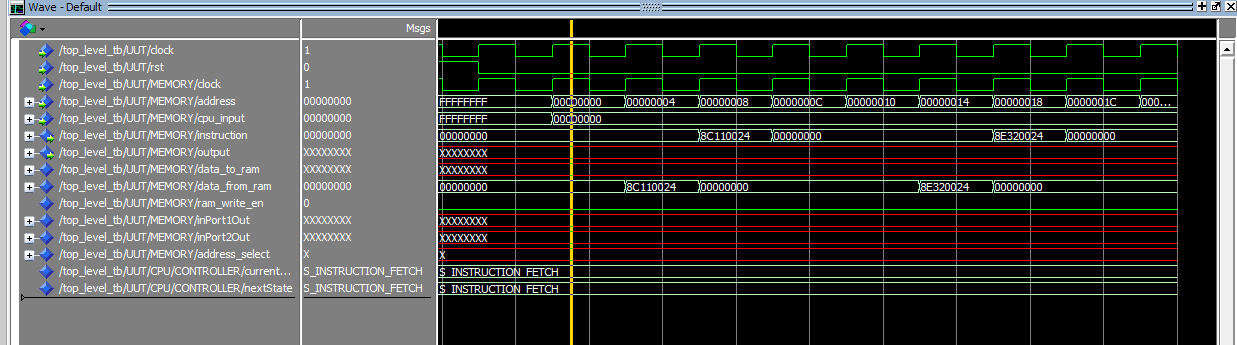 Wave - Default
Msgs
/top_level_tb/UUT/clock 1
/top_level_tb/UUT/rst 0
/top_level_tb/UUT/MEMORY/clock 1
/top_level_tb/UUT/MEMORY/address 00000000 FFFFFFFF 00000000 00000004 00000008 0000000C 00000010 00000014 00000018 0000001C 000...
/top_level_tb/UUT/MEMORY/cpu_input 00000000 FFFFFFFF 00000000
/top_level_tb/UUT/MEMORY/instruction 00000000 00000000 8C110024 00000000 8E320024 00000000
/top_level_tb/UUT/MEMORY/output XXXXXXXX XXXXXXXX
/top_level_tb/UUT/MEMORY/data_to_ram XXXXXXXX XXXXXXXX
/top_level_tb/UUT/MEMORY/data_from_ram 00000000 00000000 8C110024 00000000 8E320024 00000000
/top_level_tb/UUT/MEMORY/ram_write_en 0
/top_level_tb/UUT/MEMORY/inPort1Out XXXXXXXX XXXXXXXX
/top_level_tb/UUT/MEMORY/inPort2Out XXXXXXXX XXXXXXXX
/top_level_tb/UUT/MEMORY/address_select X X
/top_level_tb/UUT/CPU/CONTROLLER/current... S_INSTRUCTION_FETCH S_INSTRUCTION_FETCH
/top_level_tb/UUT/CPU/CONTROLLER/nextState S_INSTRUCTION_FETCH S_INSTRUCTION_FETCH